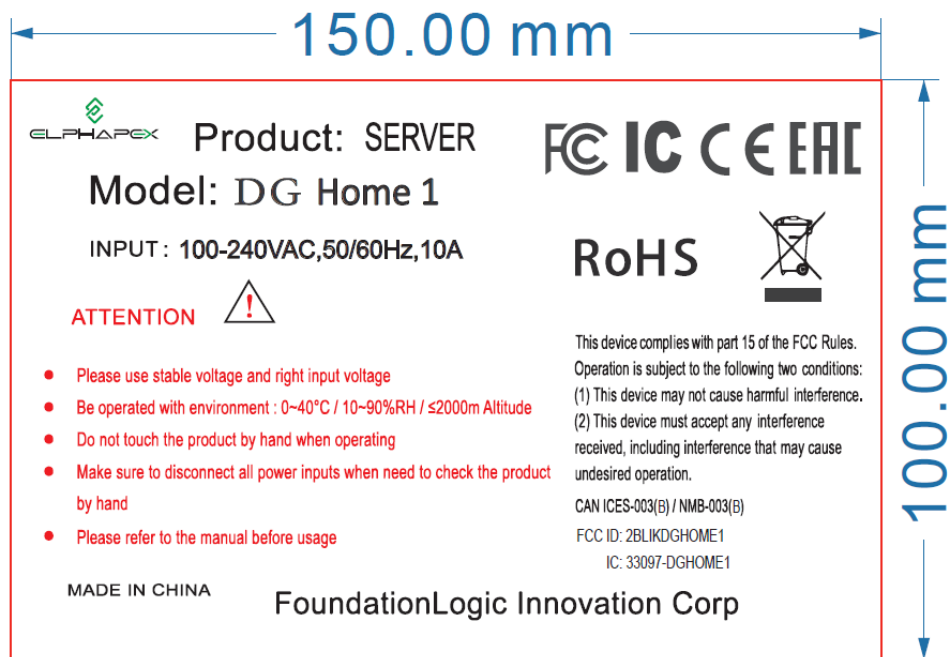 150.00 mm
ELPHAPEX
Product: SERVER
Model: DG Home 1
INPUT: 100-240VAC,50/60Hz,10A
ATTENTION
!
● Please use stable voltage and right input voltage
● Be operated with environment : 0~40°C / 10~90%RH / ≤2000m Altitude
● Do not touch the product by hand when operating
● Make sure to disconnect all power inputs when need to check the product
by hand
● Please refer to the manual before usage
MADE IN CHINA
FC IC CE EAC
RoHS
This device complies with part 15 of the FCC Rules.
Operation is subject to the following two conditions:
(1) This device may not cause harmful interference.
(2) This device must accept any interference
received, including interference that may cause
undesired operation.
CAN ICES-003(B) / NMB-003(B)
FCC ID: 2BLIKDGHOME1
IC: 33097-DGHOME1
FoundationLogic Innovation Corp
100.00 mm